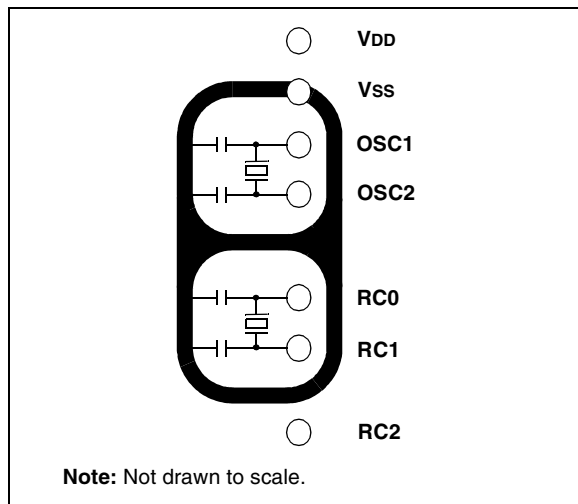 VDD
VSS
OSC1
OSC2
RC0
RC1
RC2
Note: Not drawn to scale.